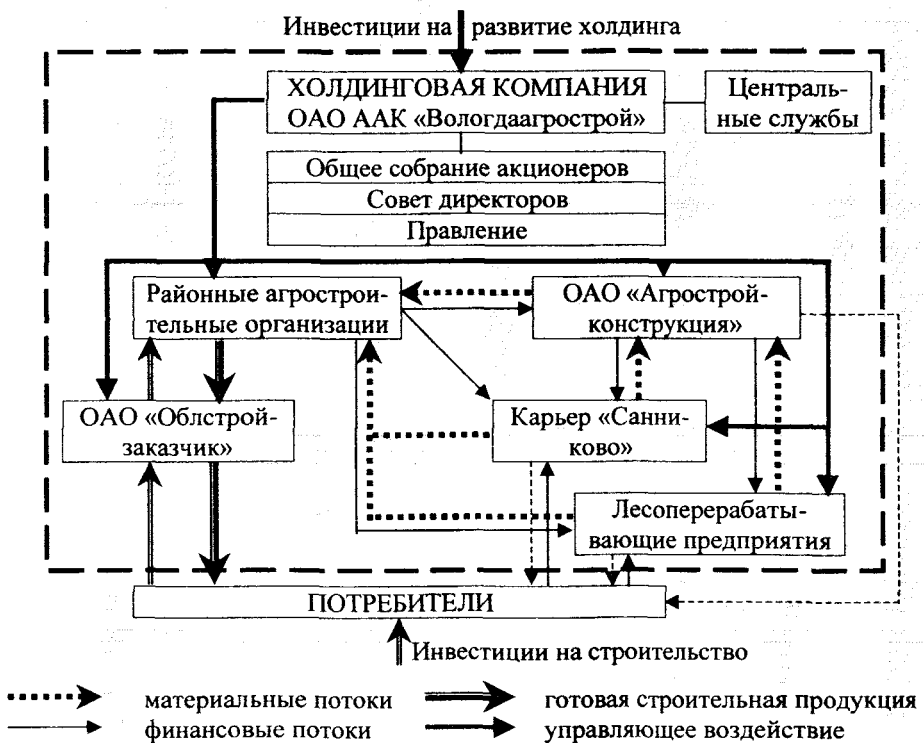 Инвестиции на развитие холдинга
ХОЛДИНГОВАЯ КОМПАНИЯ
ОАО ААК «Вологдаагрострой»
Централь-
ные службы
Общее собрание акционеров
Совет директоров
Правление
Районные агрострои-
тельные организации
ОАО «Агрострой-
конструкция»
ОАО «Облстрой-
заказчик»
Карьер «Санни-
ково»
Лесоперерабаты-
вающие предприятия
ПОТРЕБИТЕЛИ
Инвестиции на строительство
материальные потоки
готовая строительная продукция
финансовые потоки
управляющее воздействие